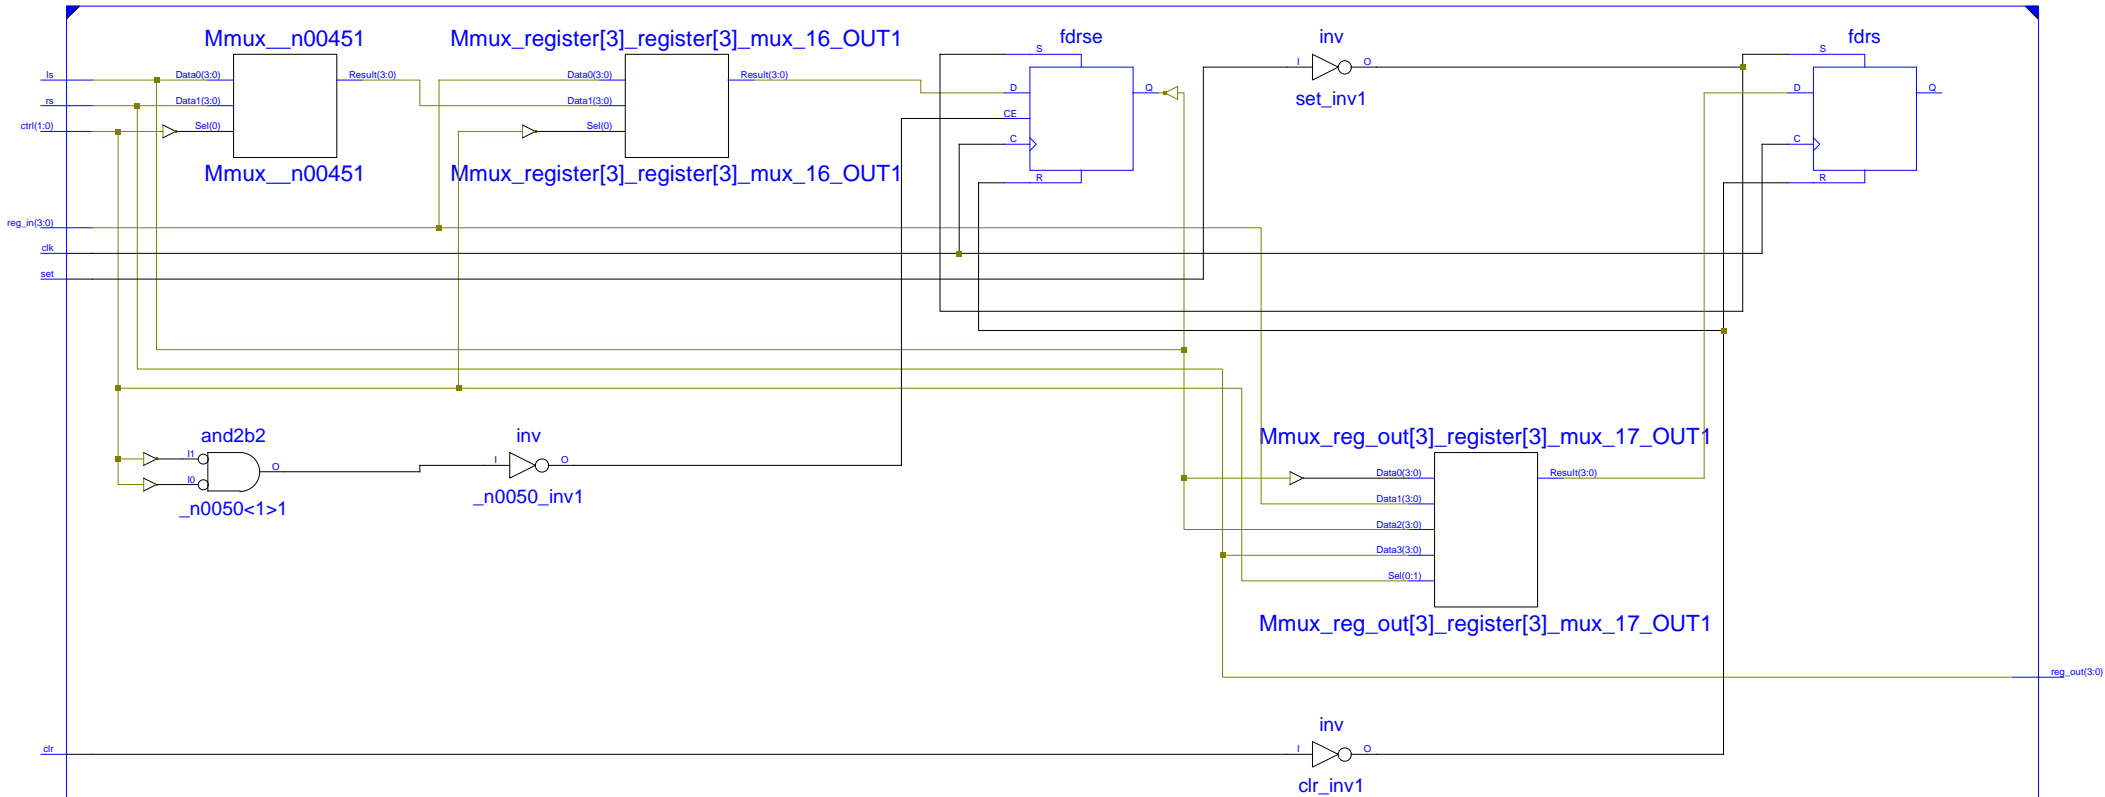 Mmux__n00451
Mmux_register[3]_register[3]_mux_16_OUT1
fdrse
inv
fdrs
ls
Data0(3:0)
Result(3:0)
Data0(3:0)
Result(3:0)
S
I
O
S
rs
Data1(3:0)
Data1(3:0)
D
Q
set_inv1
D
Q
ctrl(1:0)
Sel(0)
Sel(0)
CE
C
C
Mmux__n00451
Mmux_register[3]_register[3]_mux_16_OUT1
R
R
reg_in(3:0)
clk
set
and2b2
inv
Mmux_reg_out[3]_register[3]_mux_17_OUT1
I1
O
I
O
I0
_n0050<1>1
_n0050_inv1
Data0(3:0)
Result(3:0)
Data1(3:0)
Data2(3:0)
Data3(3:0)
Sel(0:1)
Mmux_reg_out[3]_register[3]_mux_17_OUT1
reg_out(3:0)
inv
clr
I
O
clr_inv1